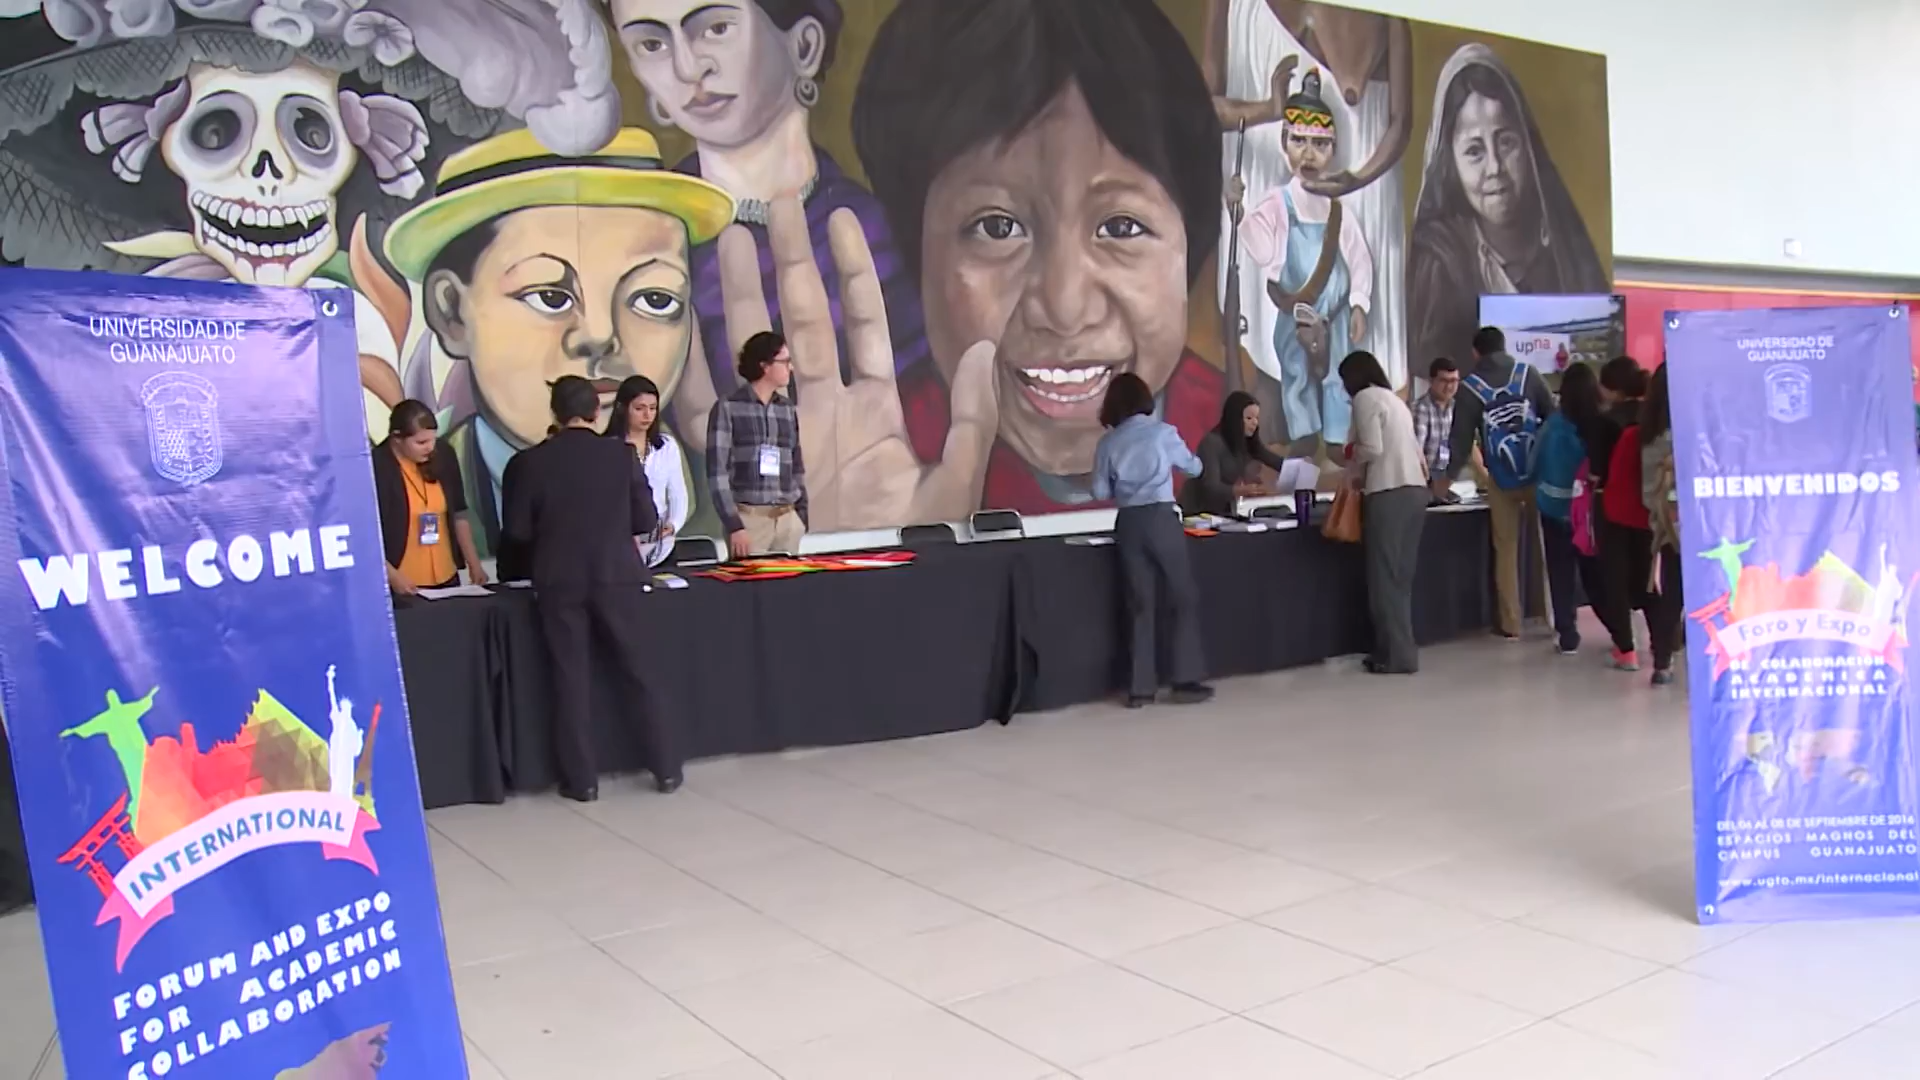 UNIVERSIDAD DE
GUANAJUATO
WELCOME
INTERNATIONAL
FORUM AND EXPO
FOR ACADEMIC
COLLABORATION
upna
UNIVERSIDAD DE
GUANAJUATO
BIENVENIDOS
Foro y Expo
DE COLABORACIÓN
ACADÉMICA
INTERNACIONAL
DEL 06 AL 08 DE SEPTIEMBRE DE 2016
ESPACIOS MAGNOS DEL
CAMPUS GUANAJUATO
www.ugto.mx/internacional